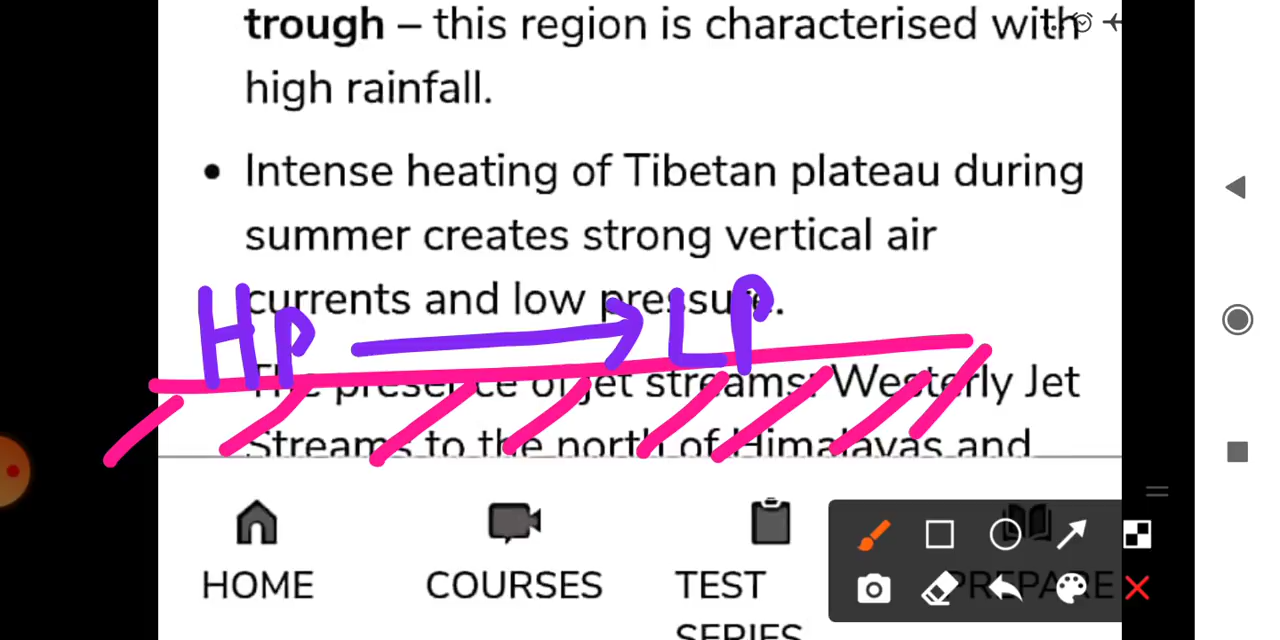 trough – this region is characterised with
high rainfall.
• Intense heating of Tibetan plateau during
summer creates strong vertical air
currents and low pressure.
HP → LP
The presence of jet streams: Westerly Jet
Streams to the north of Himalayas and
HOME COURSES TEST SERIES PREPARE